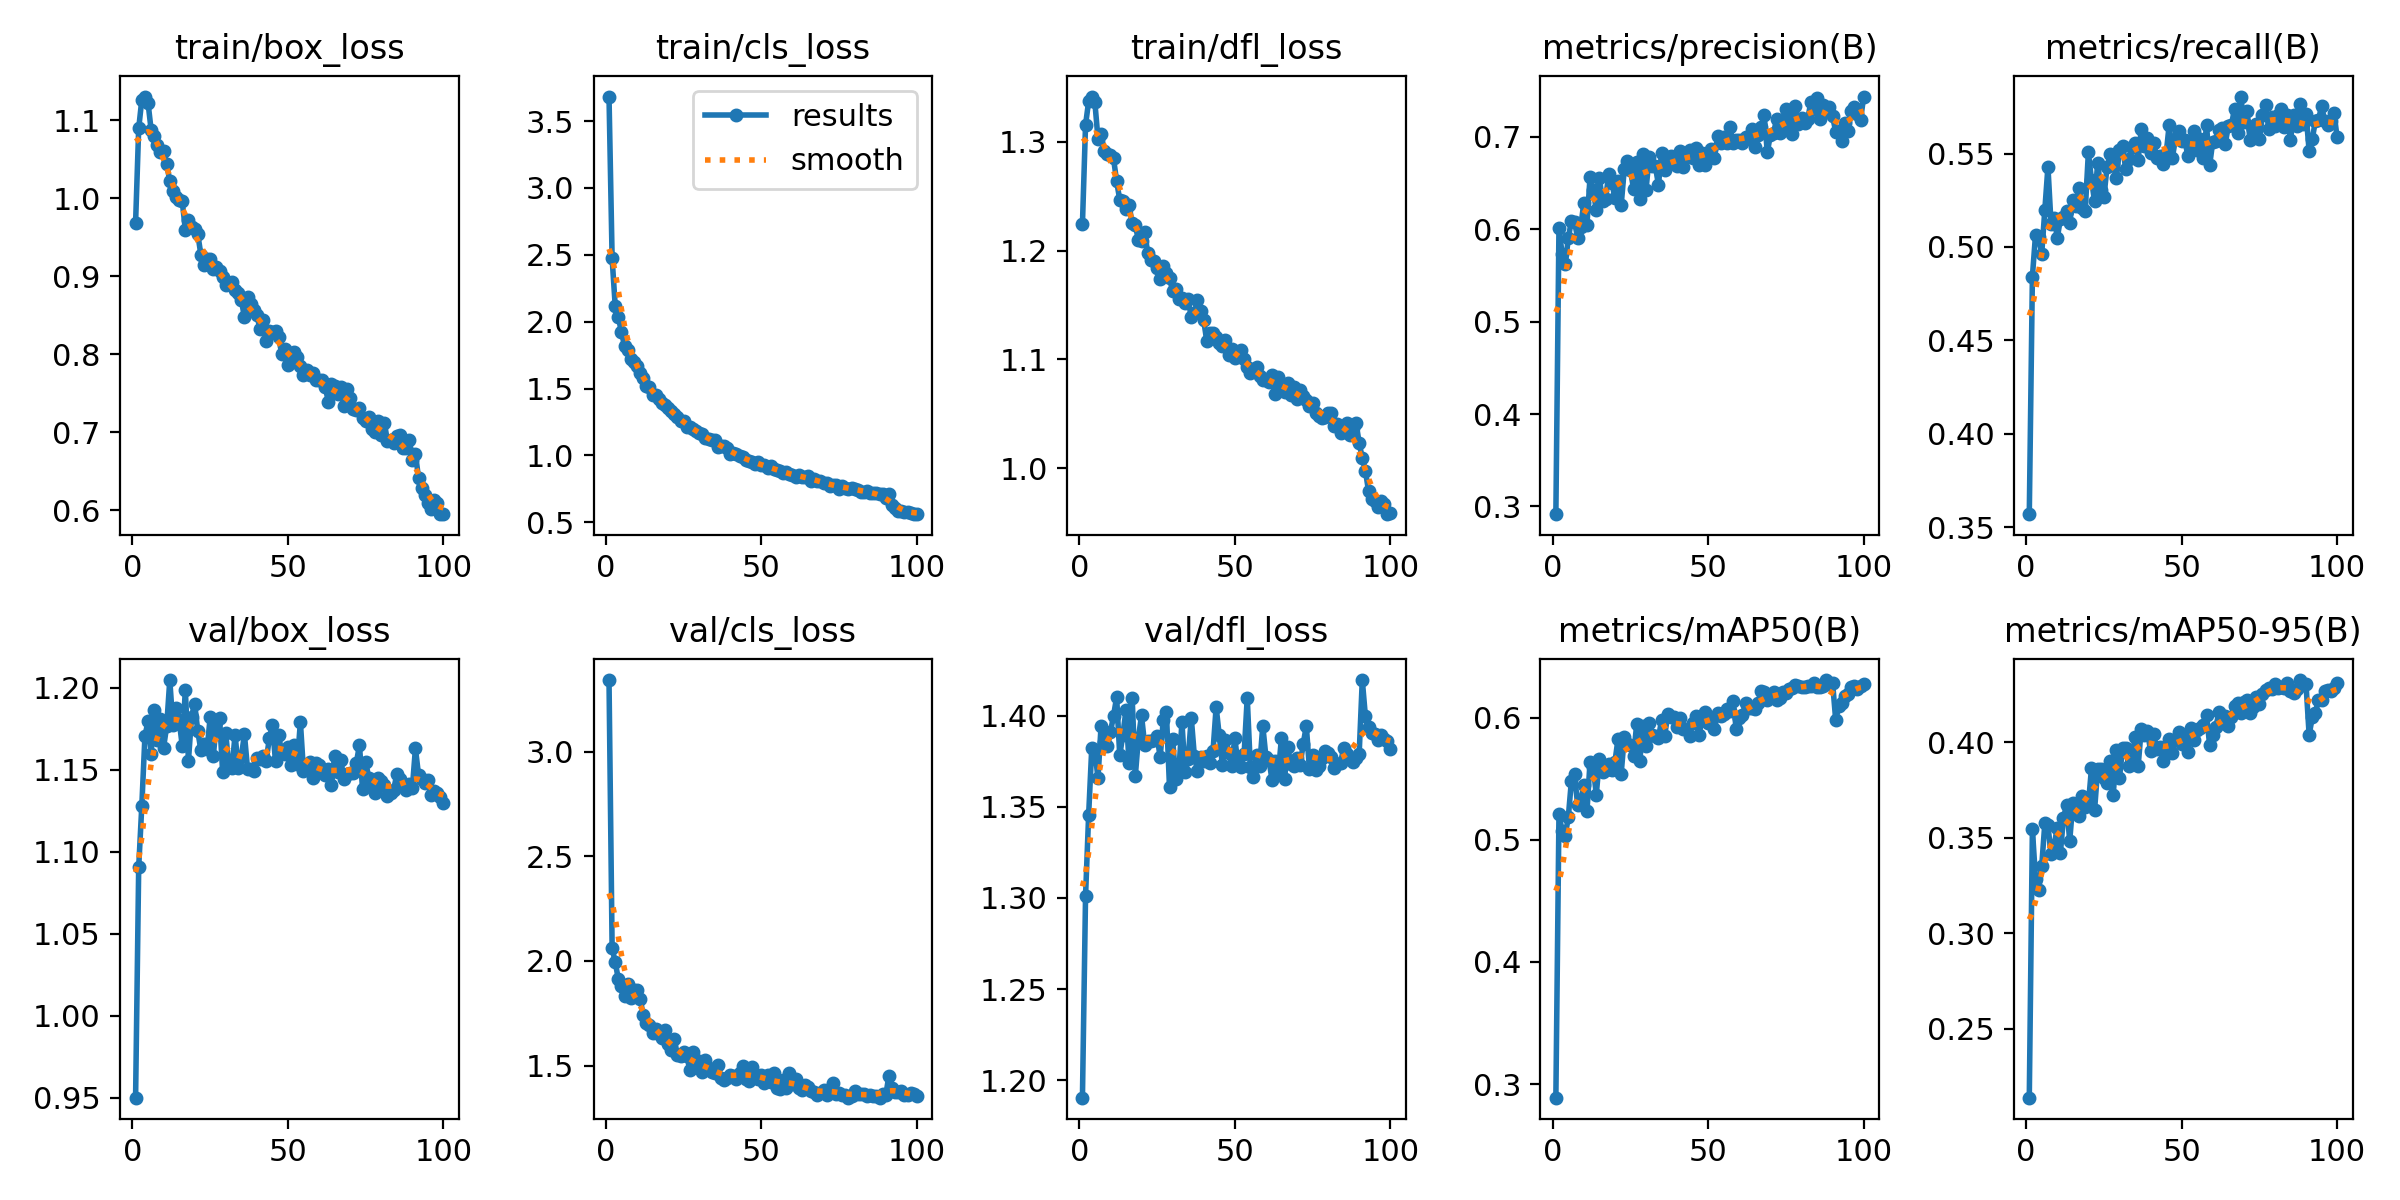 train/box_loss
1.1
1.0
0.9
0.8
0.7
0.6
0 50 100
train/cls_loss
results
smooth
3.5
3.0
2.5
2.0
1.5
1.0
0.5
0 50 100
train/dfl_loss
1.3
1.2
1.1
1.0
0 50 100
metrics/precision(B)
0.7
0.6
0.5
0.4
0.3
0 50 100
metrics/recall(B)
0.55
0.50
0.45
0.40
0.35
0 50 100
val/box_loss
1.20
1.15
1.10
1.05
1.00
0.95
0 50 100
val/cls_loss
3.0
2.5
2.0
1.5
0 50 100
val/dfl_loss
1.40
1.35
1.30
1.25
1.20
0 50 100
metrics/mAP50(B)
0.6
0.5
0.4
0.3
0 50 100
metrics/mAP50-95(B)
0.40
0.35
0.30
0.25
0 50 100